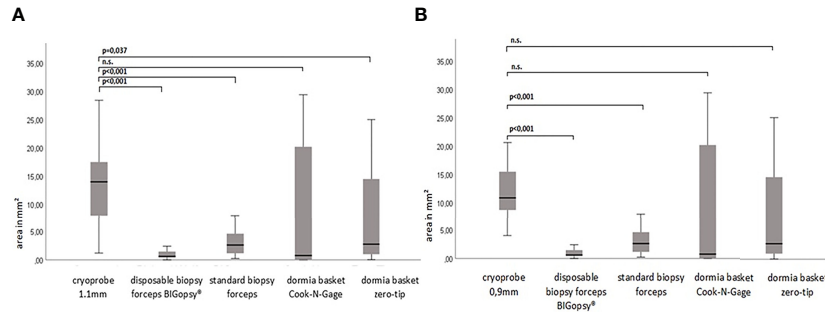 A
p=0,037
n.s.
p<0,001
p<0,001
35,00
30,00
25,00
20,00
15,00
10,00
5,00
,00
area in mm²
cryoprobe
1.1mm
disposable biopsy
forceps BIGopsy®
standard biopsy
forceps
dormia basket
Cook-N-Gage
dormia basket
zero-tip
B
n.s.
n.s.
p<0,001
p<0,001
35,00
30,00
25,00
20,00
15,00
10,00
5,00
,00
area in mm²
cryoprobe
0,9mm
disposable
biopsy forceps
BIGopsy®
standard biopsy
forceps
dormia basket
Cook-N-Gage
dormia basket
zero-tip